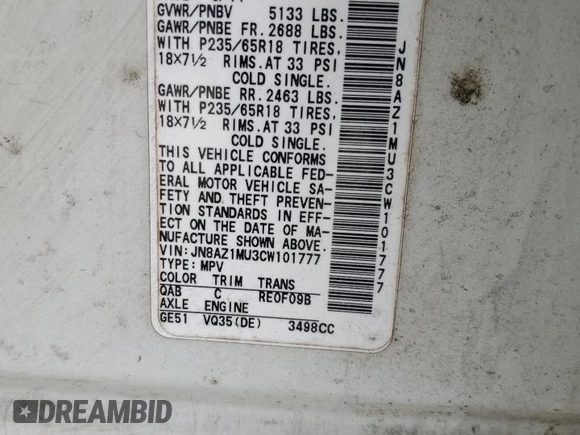 GVWR/PNBV 5133 LBS.
GAWR/PNBE FR. 2688 LBS.
WITH P235/65R18 TIRES,
18X7½ RIMS. AT 33 PSI
COLD SINGLE.
GAWR/PNBE RR. 2463 LBS.
WITH P235/65R18 TIRES,
18X7½ RIMS. AT 33 PSI
COLD SINGLE.
THIS VEHICLE CONFORMS
TO ALL APPLICABLE FED-
ERAL MOTOR VEHICLE SA-
FETY AND THEFT PREVEN-
TION STANDARDS IN EFF-
ECT ON THE DATE OF MA-
NUFACTURE SHOWN ABOVE.
VIN:JN8AZ1MU3CW101777
TYPE: MPV
COLOR TRIM TRANS
QAB C RE0F09B
AXLE ENGINE
GE51 VQ35(DE) 3498CC
JN8AZ1MU3CW101777
DREAMBID